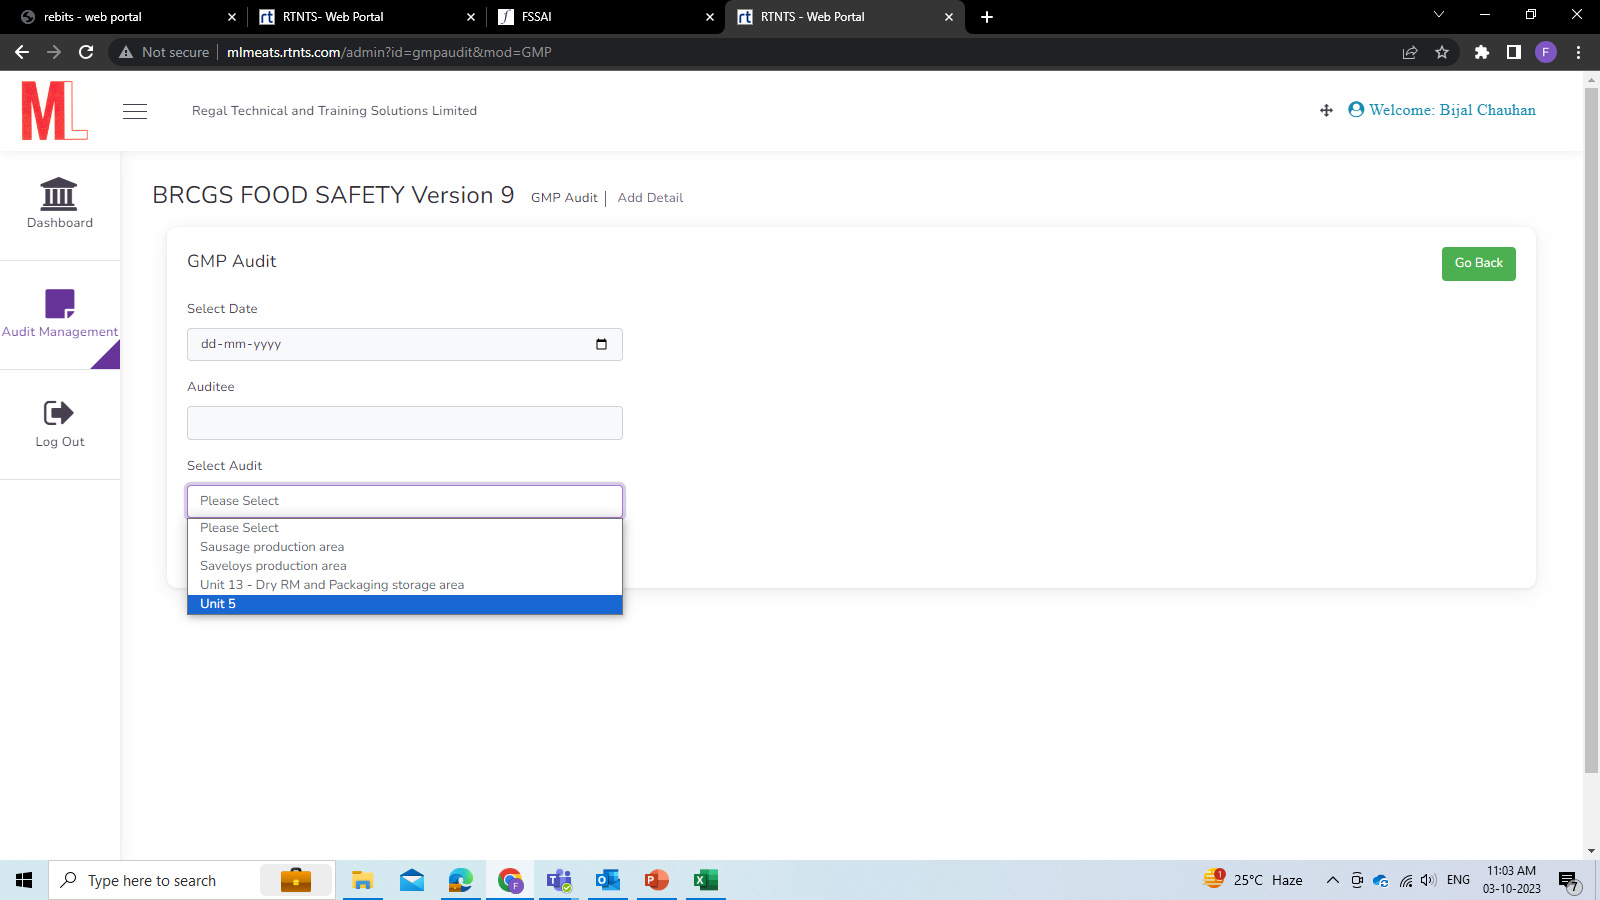 rebits - web portal
rt RTNTS- Web Portal
f FSSAI
rt RTNTS - Web Portal
Not secure mlmeats.rtnts.com/admin?id=gmpaudit&mod=GMP
F
ML
Regal Technical and Training Solutions Limited
Welcome: Bijal Chauhan
Dashboard
Audit Management
Log Out
BRCGS FOOD SAFETY Version 9 GMP Audit | Add Detail
GMP Audit
Go Back
Select Date
dd-mm-yyyy
Auditee
Select Audit
Please Select
Please Select
Sausage production area
Saveloys production area
Unit 13 - Dry RM and Packaging storage area
Unit 5
Type here to search
F
T
O
P
X
1
25°C Haze
ENG
11:03 AM
03-10-2023
7